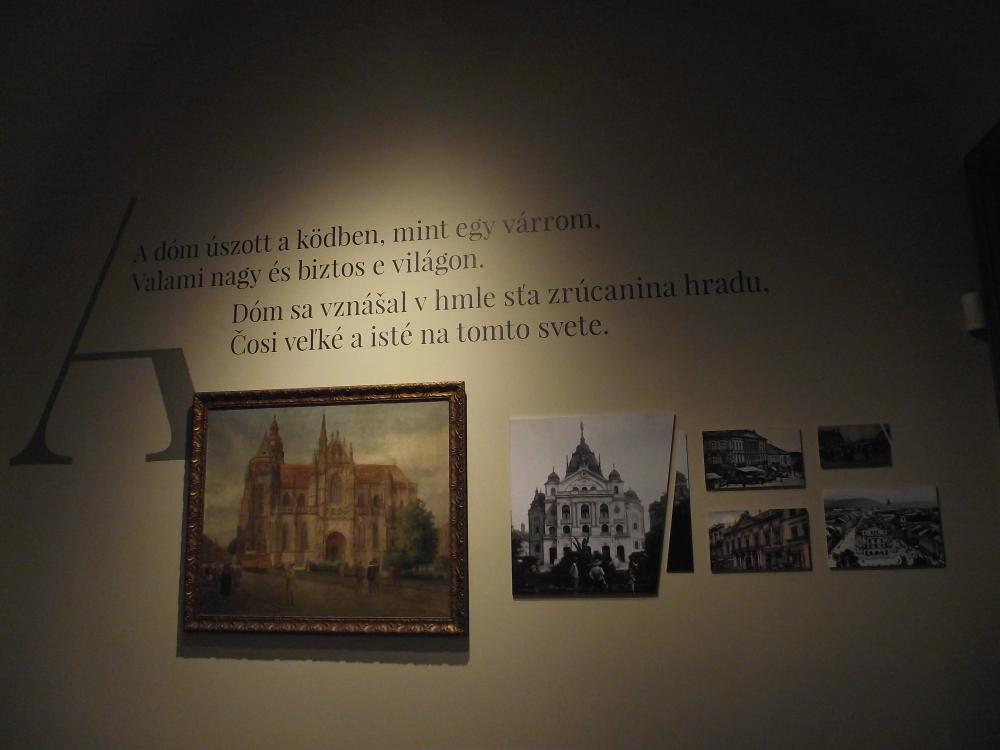 A
A dóm úszott a ködben, mint egy várrom,
Valami nagy és biztos e világon.
Dóm sa vznášal v hmle sťa zrúcanina hradu,
Čosi veľké a isté na tomto svete.